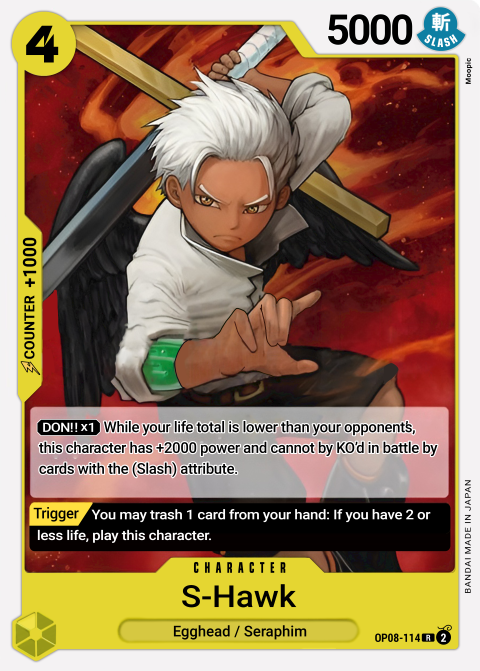 4
5000
斬
SLASH
Moopic
COUNTER +1000
DON!! x1 While your life total is lower than your opponent's,
this character has +2000 power and cannot by KO'd in battle by
cards with the (Slash) attribute.
Trigger You may trash 1 card from your hand: If you have 2 or
less life, play this character.
CHARACTER
S-Hawk
Egghead / Seraphim
OP08-114 R 2
BANDAI MADE IN JAPAN